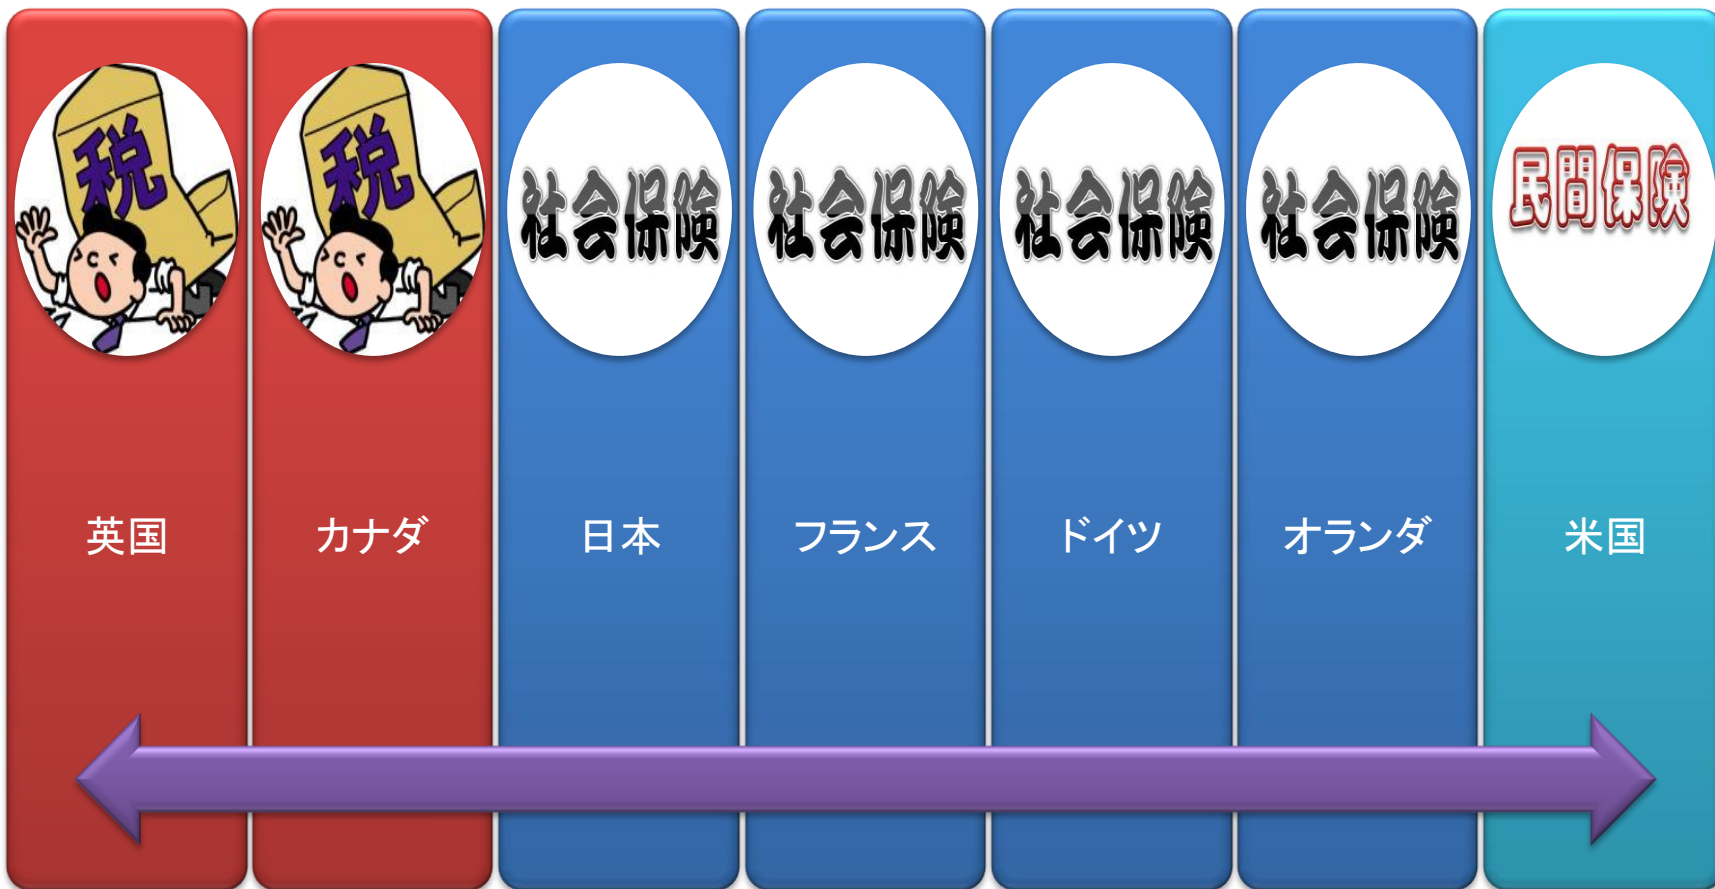 税
税
社会保険
社会保険
社会保険
社会保険
民間保険
英国
カナダ
日本
フランス
ドイツ
オランダ
米国